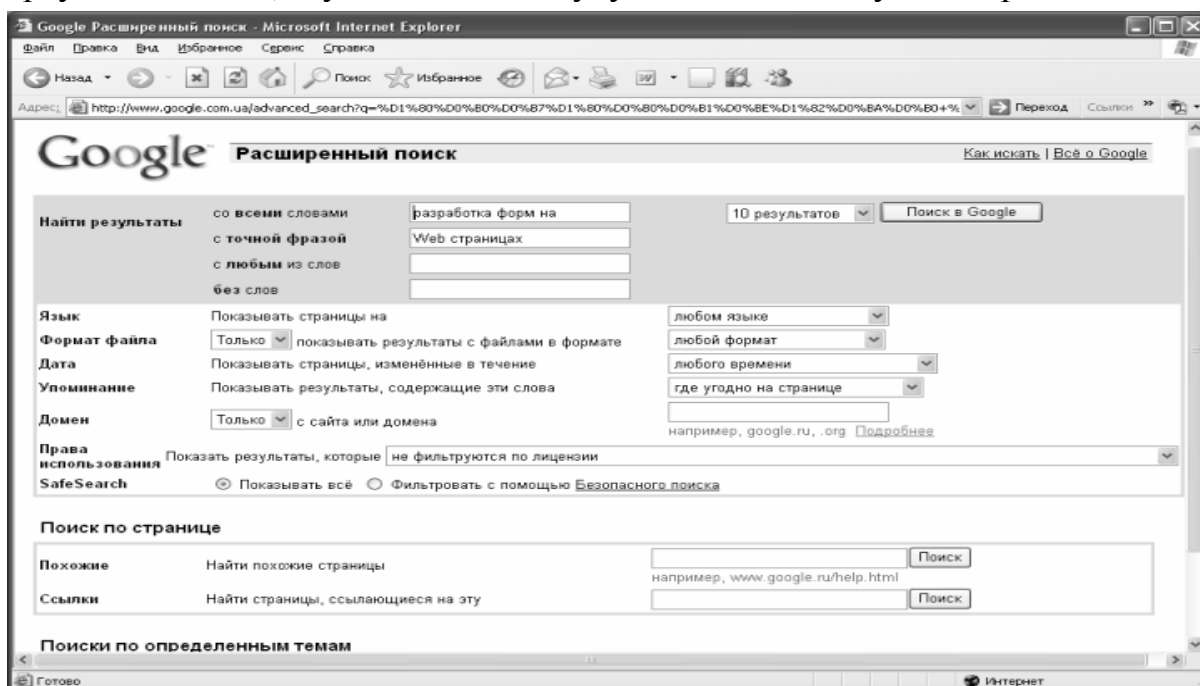 Google Расширенный поиск - Microsoft Internet Explorer
Файл Правка Вид Избранное Сервис Справка
Назад Поиск Избранное
Адрес: http://www.google.com.ua/advanced_search?q=%D1%80%D0%B0%D0%B7%D1%80%D0%B0%D0%B1%D0%BE%D1%82%D0%BA%D0%B0+% Переход Ссылки »
Google Расширенный поиск Как искать | Всё о Google
Найти результаты со всеми словами разработка форм на 10 результатов Поиск в Google
с точной фразой Web страницах
с любым из слов
без слов
Язык Показывать страницы на любом языке
Формат файла Только показывать результаты с файлами в формате любой формат
Дата Показывать страницы, изменённые в течение любого времени
Упоминание Показывать результаты, содержащие эти слова где угодно на странице
Домен Только с сайта или домена
например, google.ru, .org Подробнее
Права использования Показать результаты, которые не фильтруются по лицензии
SafeSearch Показывать всё Фильтровать с помощью Безопасного поиска
Поиск по странице
Похожие Найти похожие страницы Поиск
например, www.google.ru/help.html
Ссылки Найти страницы, ссылающиеся на эту Поиск
Поиски по определенным темам
Готово Интернет